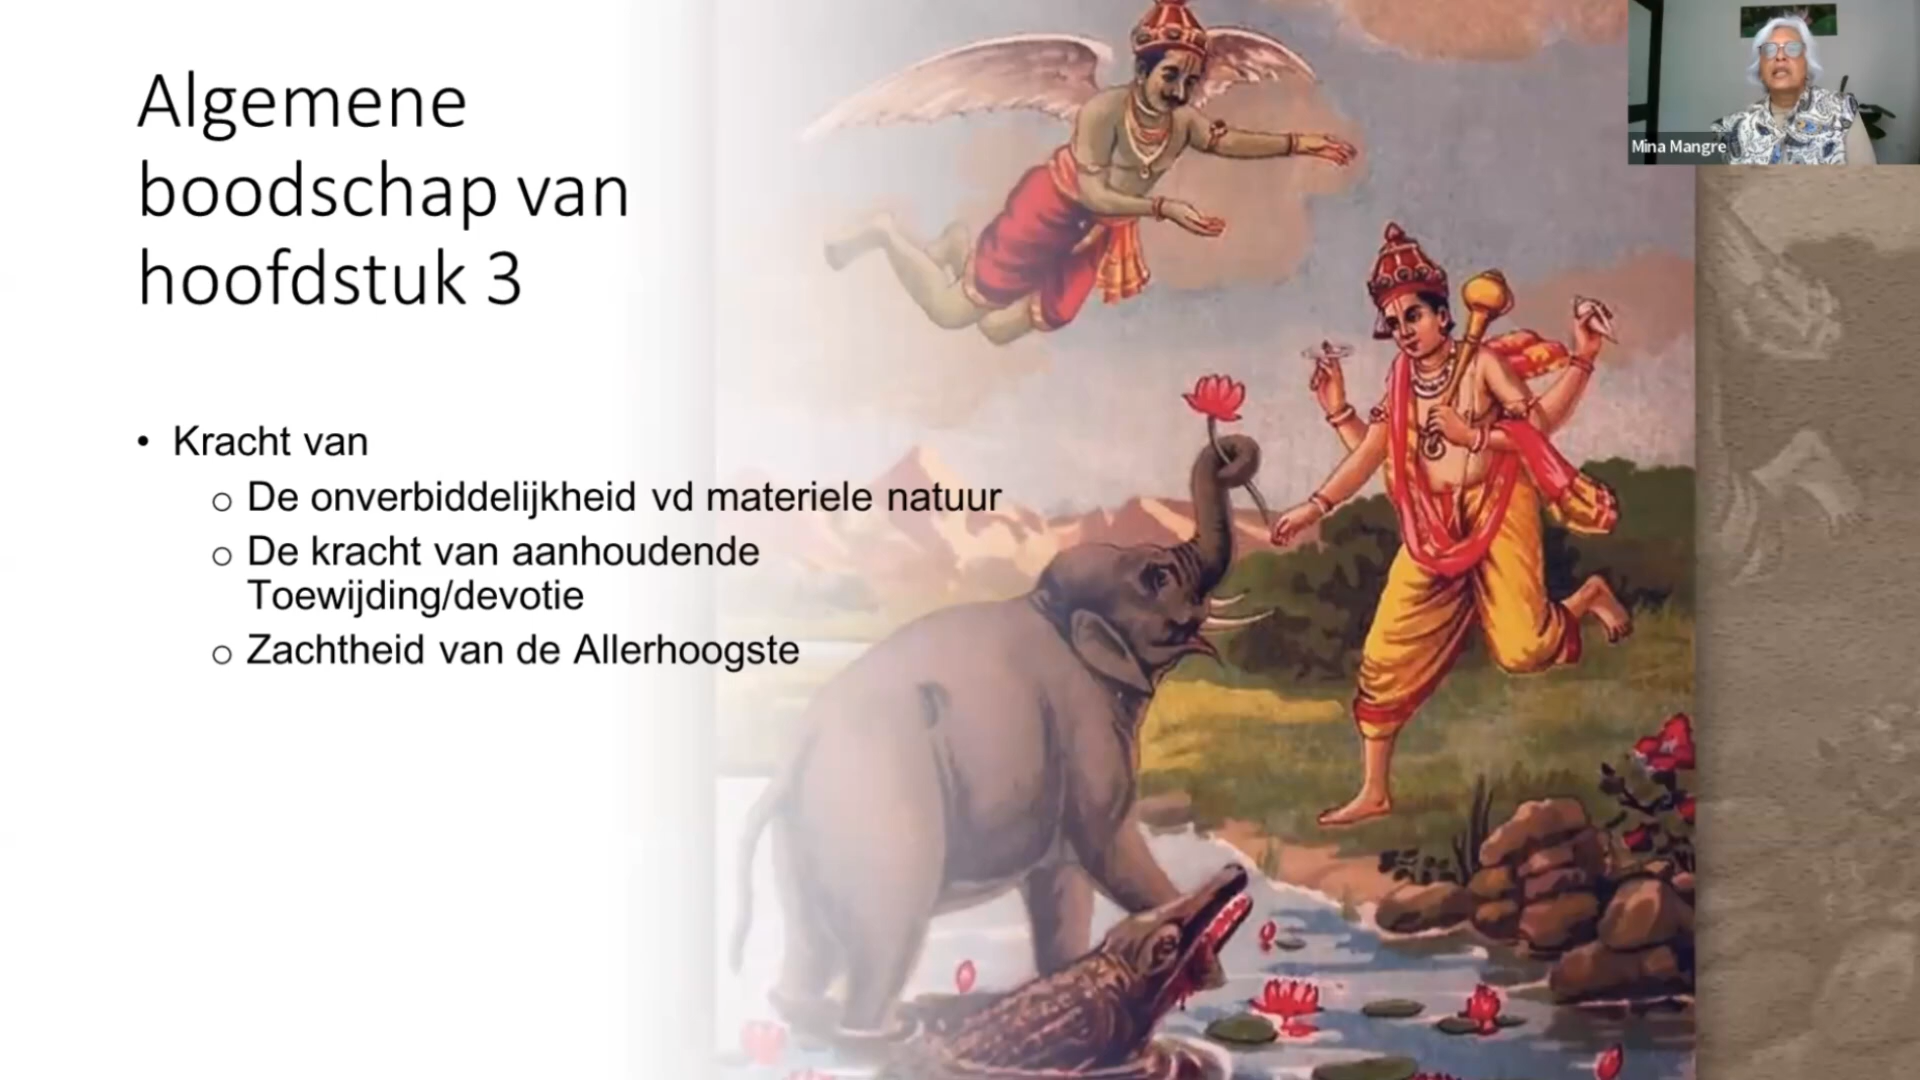 Algemene
boodschap van
hoofdstuk 3
• Kracht van
o De onverbiddelijkheid vd materiele natuur
o De kracht van aanhoudende
Toewijding/devotie
o Zachtheid van de Allerhoogste
Mina Mangre